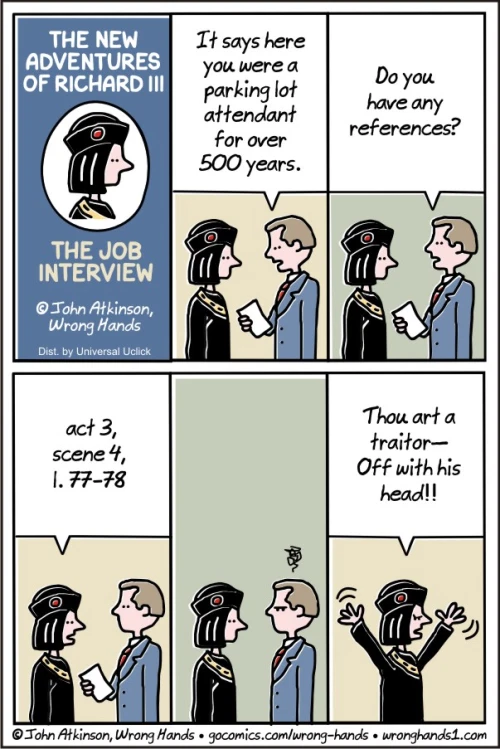 THE NEW
ADVENTURES
OF RICHARD III
THE JOB
INTERVIEW
© John Atkinson,
Wrong Hands
Dist. by Universal Uclick
It says here
you were a
parking lot
attendant
for over
500 years.
Do you
have any
references?
act 3,
scene 4,
l. 77-78
Thou art a
traitor—
Off with his
head!!
© John Atkinson, Wrong Hands • gocomics.com/wrong-hands • wronghands1.com